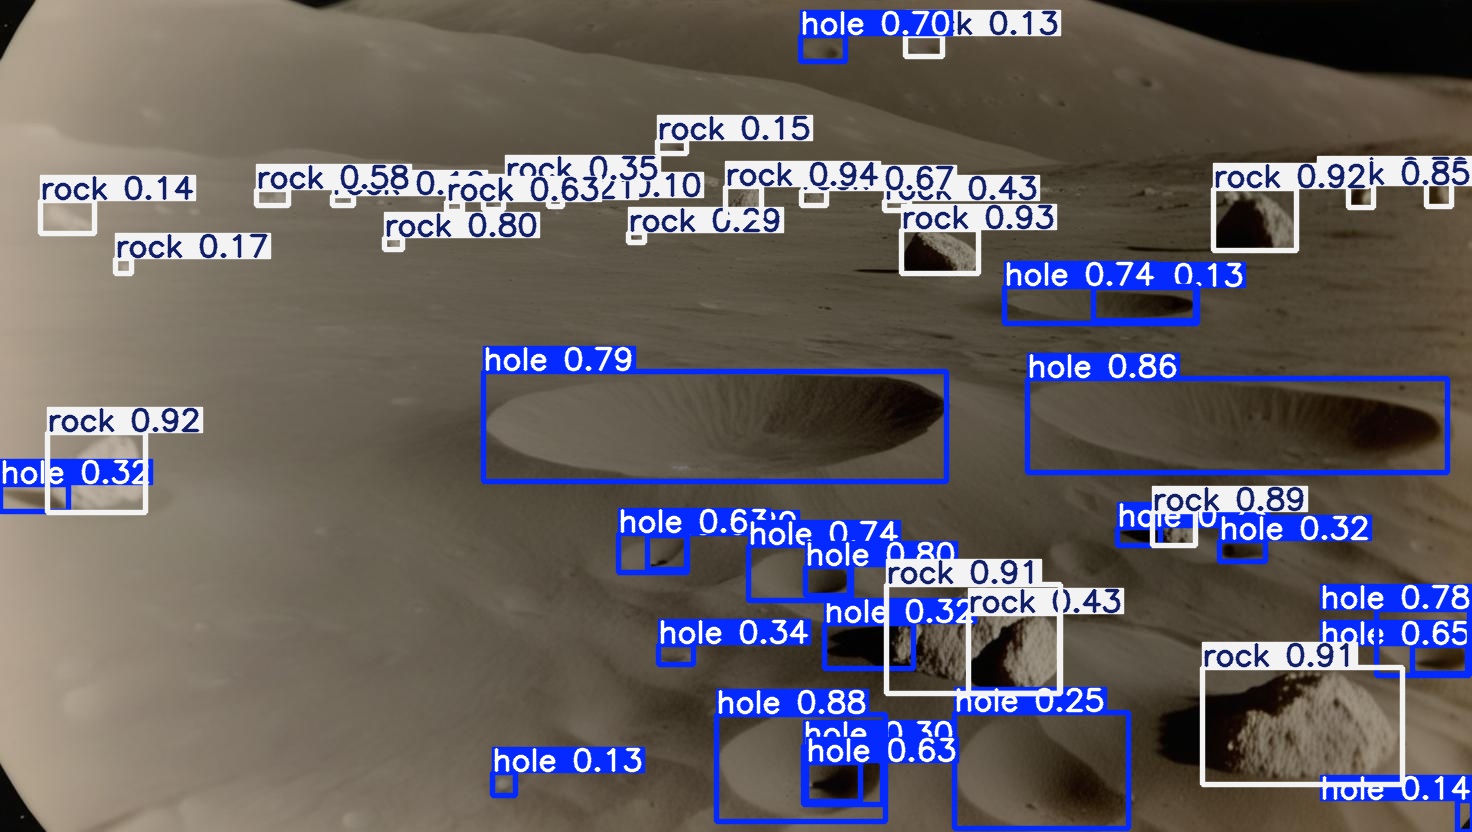 hole 0.70
k 0.13
rock 0.15
rock 0.35
rock 0.58
rock 0.94
0.67
rock 0.92
k 0.85
rock 0.14
rock 0.63
0.10
0.43
rock 0.80
rock 0.29
rock 0.93
rock 0.17
hole 0.74
0.13
hole 0.79
hole 0.86
rock 0.92
hole 0.32
rock 0.89
hole 0.63
hole 0.32
hole 0.74
hole 0.80
rock 0.91
rock 0.43
hole 0.32
hole 0.78
hole 0.65
hole 0.34
rock 0.91
hole 0.88
hole 0.25
hole 0.30
hole 0.63
hole 0.13
hole 0.14